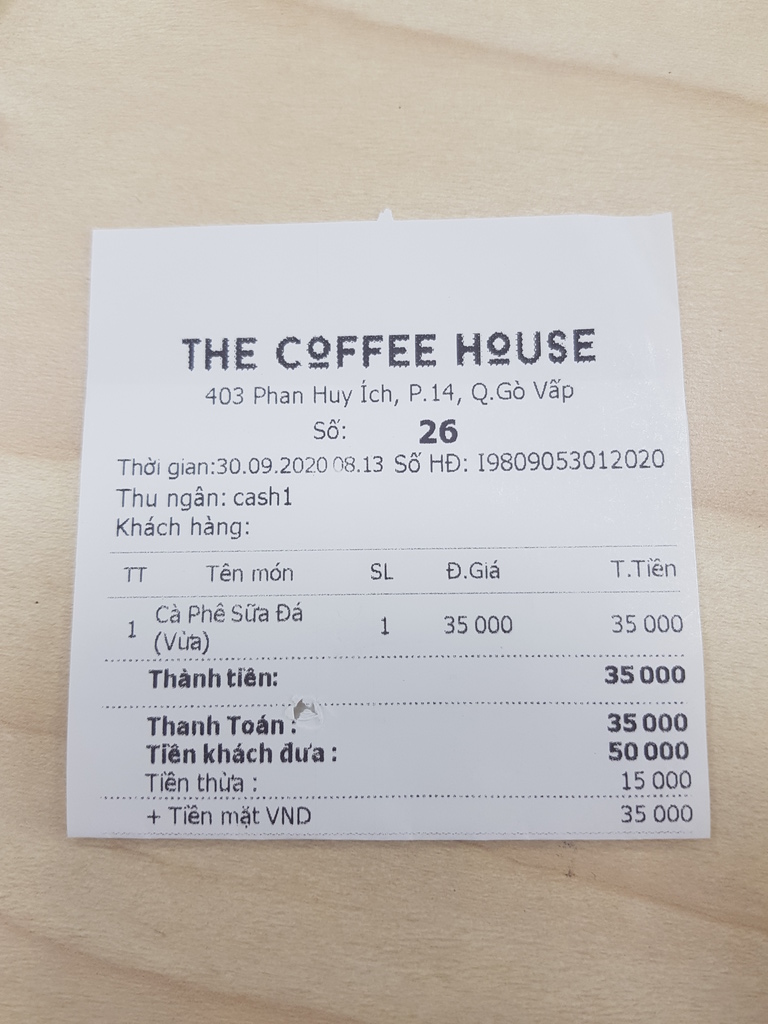 THE COFFEE HOUSE
403 Phan Huy Ích, P.14, Q.Gò Vấp
Số: 26
Thời gian:30.09.2020 08.13 Số HĐ: I9809053012020
Thu ngân: cash1
Khách hàng:
TT Tên món SL Đ.Giá T.Tiền
1 Cà Phê Sữa Đá (Vừa) 1 35 000 35 000
Thành tiền: 35 000
Thanh Toán : 35 000
Tiền khách đưa : 50 000
Tiền thừa : 15 000
+ Tiền mặt VND 35 000